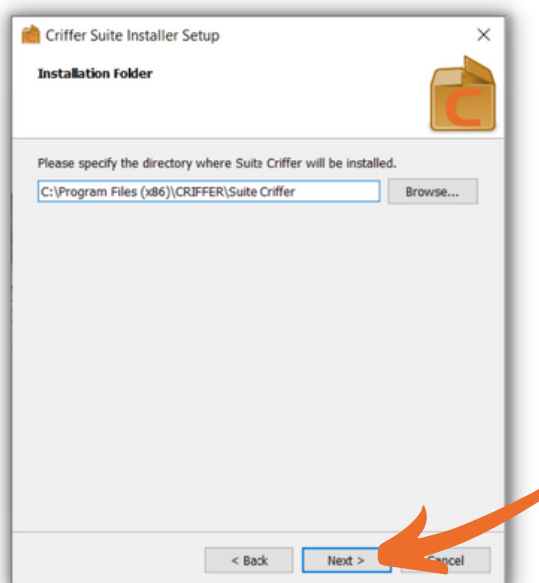 Criffer Suite Installer Setup
Installation Folder
C
Please specify the directory where Suite Criffer will be installed.
C:\Program Files (x86)\CRIFFER\Suite Criffer
Browse...
< Back
Next >
Cancel